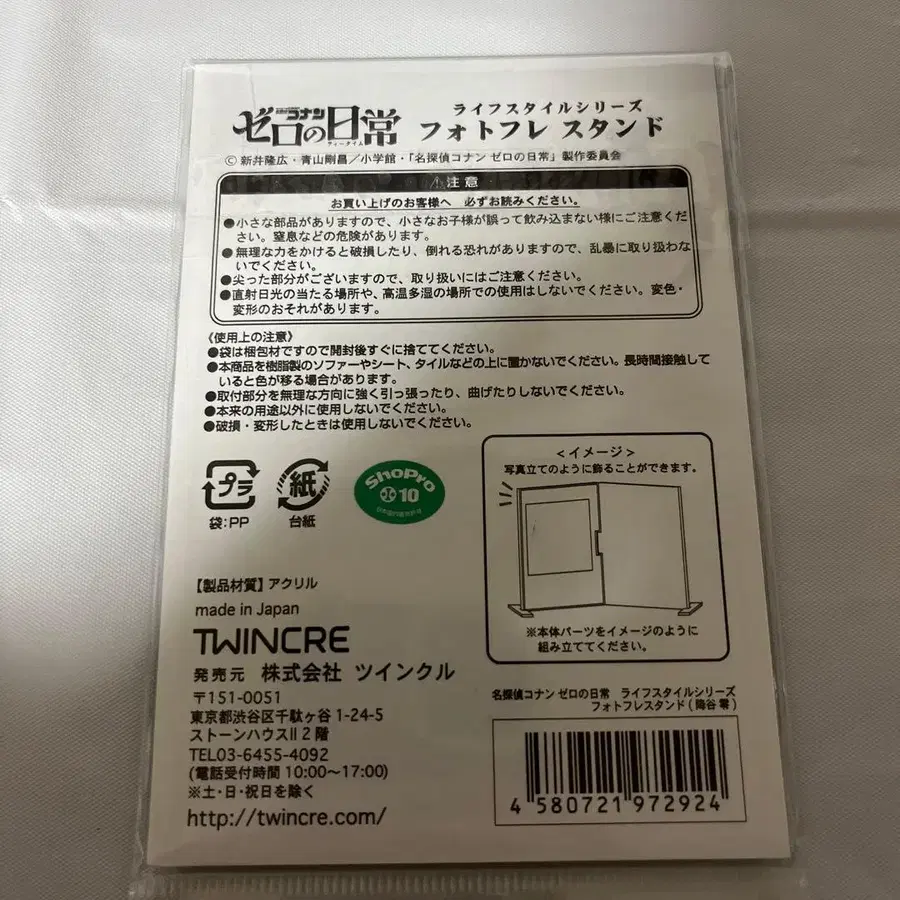 コナン
ゼロの日常
ティータイム
ライフスタイルシリーズ
フォトフレ スタンド
© 新井隆広・青山剛昌／小学館・「名探偵コナン ゼロの日常」製作委員会
⚠注意
お買い上げのお客様へ 必ずお読みください。
●小さな部品がありますので、小さなお子様が誤って飲み込まない様にご注意くだ
さい。窒息などの危険があります。
●無理な力をかけると破損したり、倒れる恐れがありますので、乱暴に取り扱わな
いでください。
●尖った部分がございますので、取り扱いにはご注意ください。
●直射日光の当たる場所や、高温多湿の場所での使用はしないでください。変色・
変形のおそれがあります。
《使用上の注意》
●袋は梱包材ですので開封後すぐに捨ててください。
●本商品を樹脂製のソファーやシート、タイルなどの上に置かないでください。長時間接触して
いると色が移る場合があります。
●取付部分を無理な方向に強く引っ張ったり、曲げたりしないでください。
●本来の用途以外に使用しないでください。
●破損・変形したときは使用しないでください。
プラ
袋:PP
紙
台紙
ShoPro
10
＜イメージ＞
写真立てのように飾ることができます。
※本体パーツをイメージのように
組み立ててください。
【製品材質】アクリル
made in Japan
TWINCRE
発売元 株式会社 ツインクル
〒151-0051
東京都渋谷区千駄ヶ谷 1-24-5
ストーンハウスII 2 階
TEL03-6455-4092
(電話受付時間 10:00〜17:00)
※土・日・祝日を除く
http://twincre.com/
名探偵コナン ゼロの日常 ライフスタイルシリーズ
フォトフレスタンド(降谷 零)
4 580721 972924